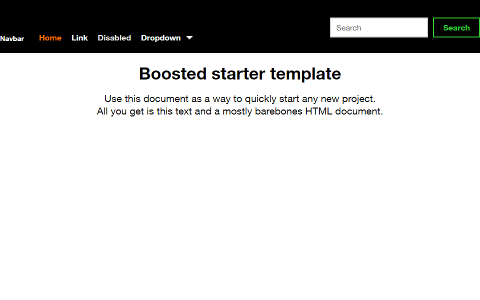 Navbar Home Link Disabled Dropdown Search Search
Boosted starter template
Use this document as a way to quickly start any new project.
All you get is this text and a mostly barebones HTML document.